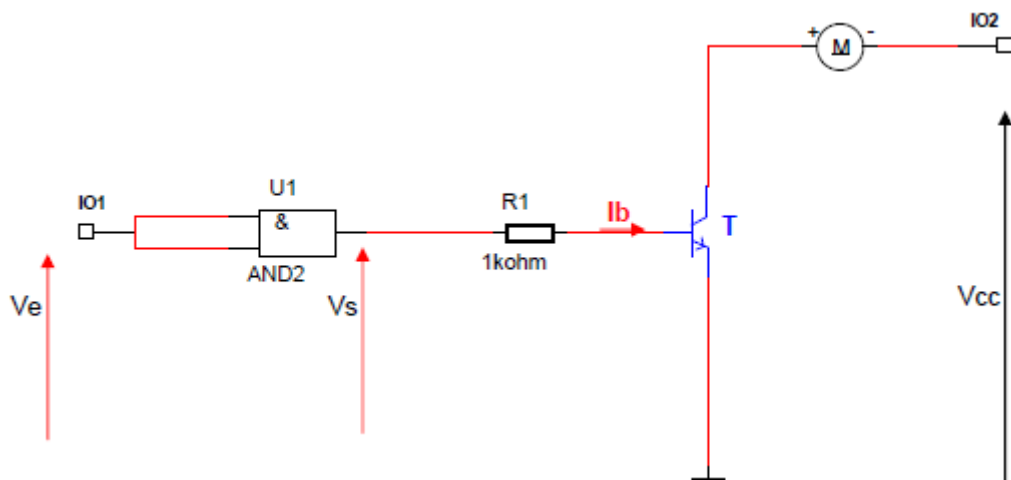 IO2
+ M -
IO1
U1
&
AND2
R1
1kohm
Ib
T
Ve
Vs
Vcc